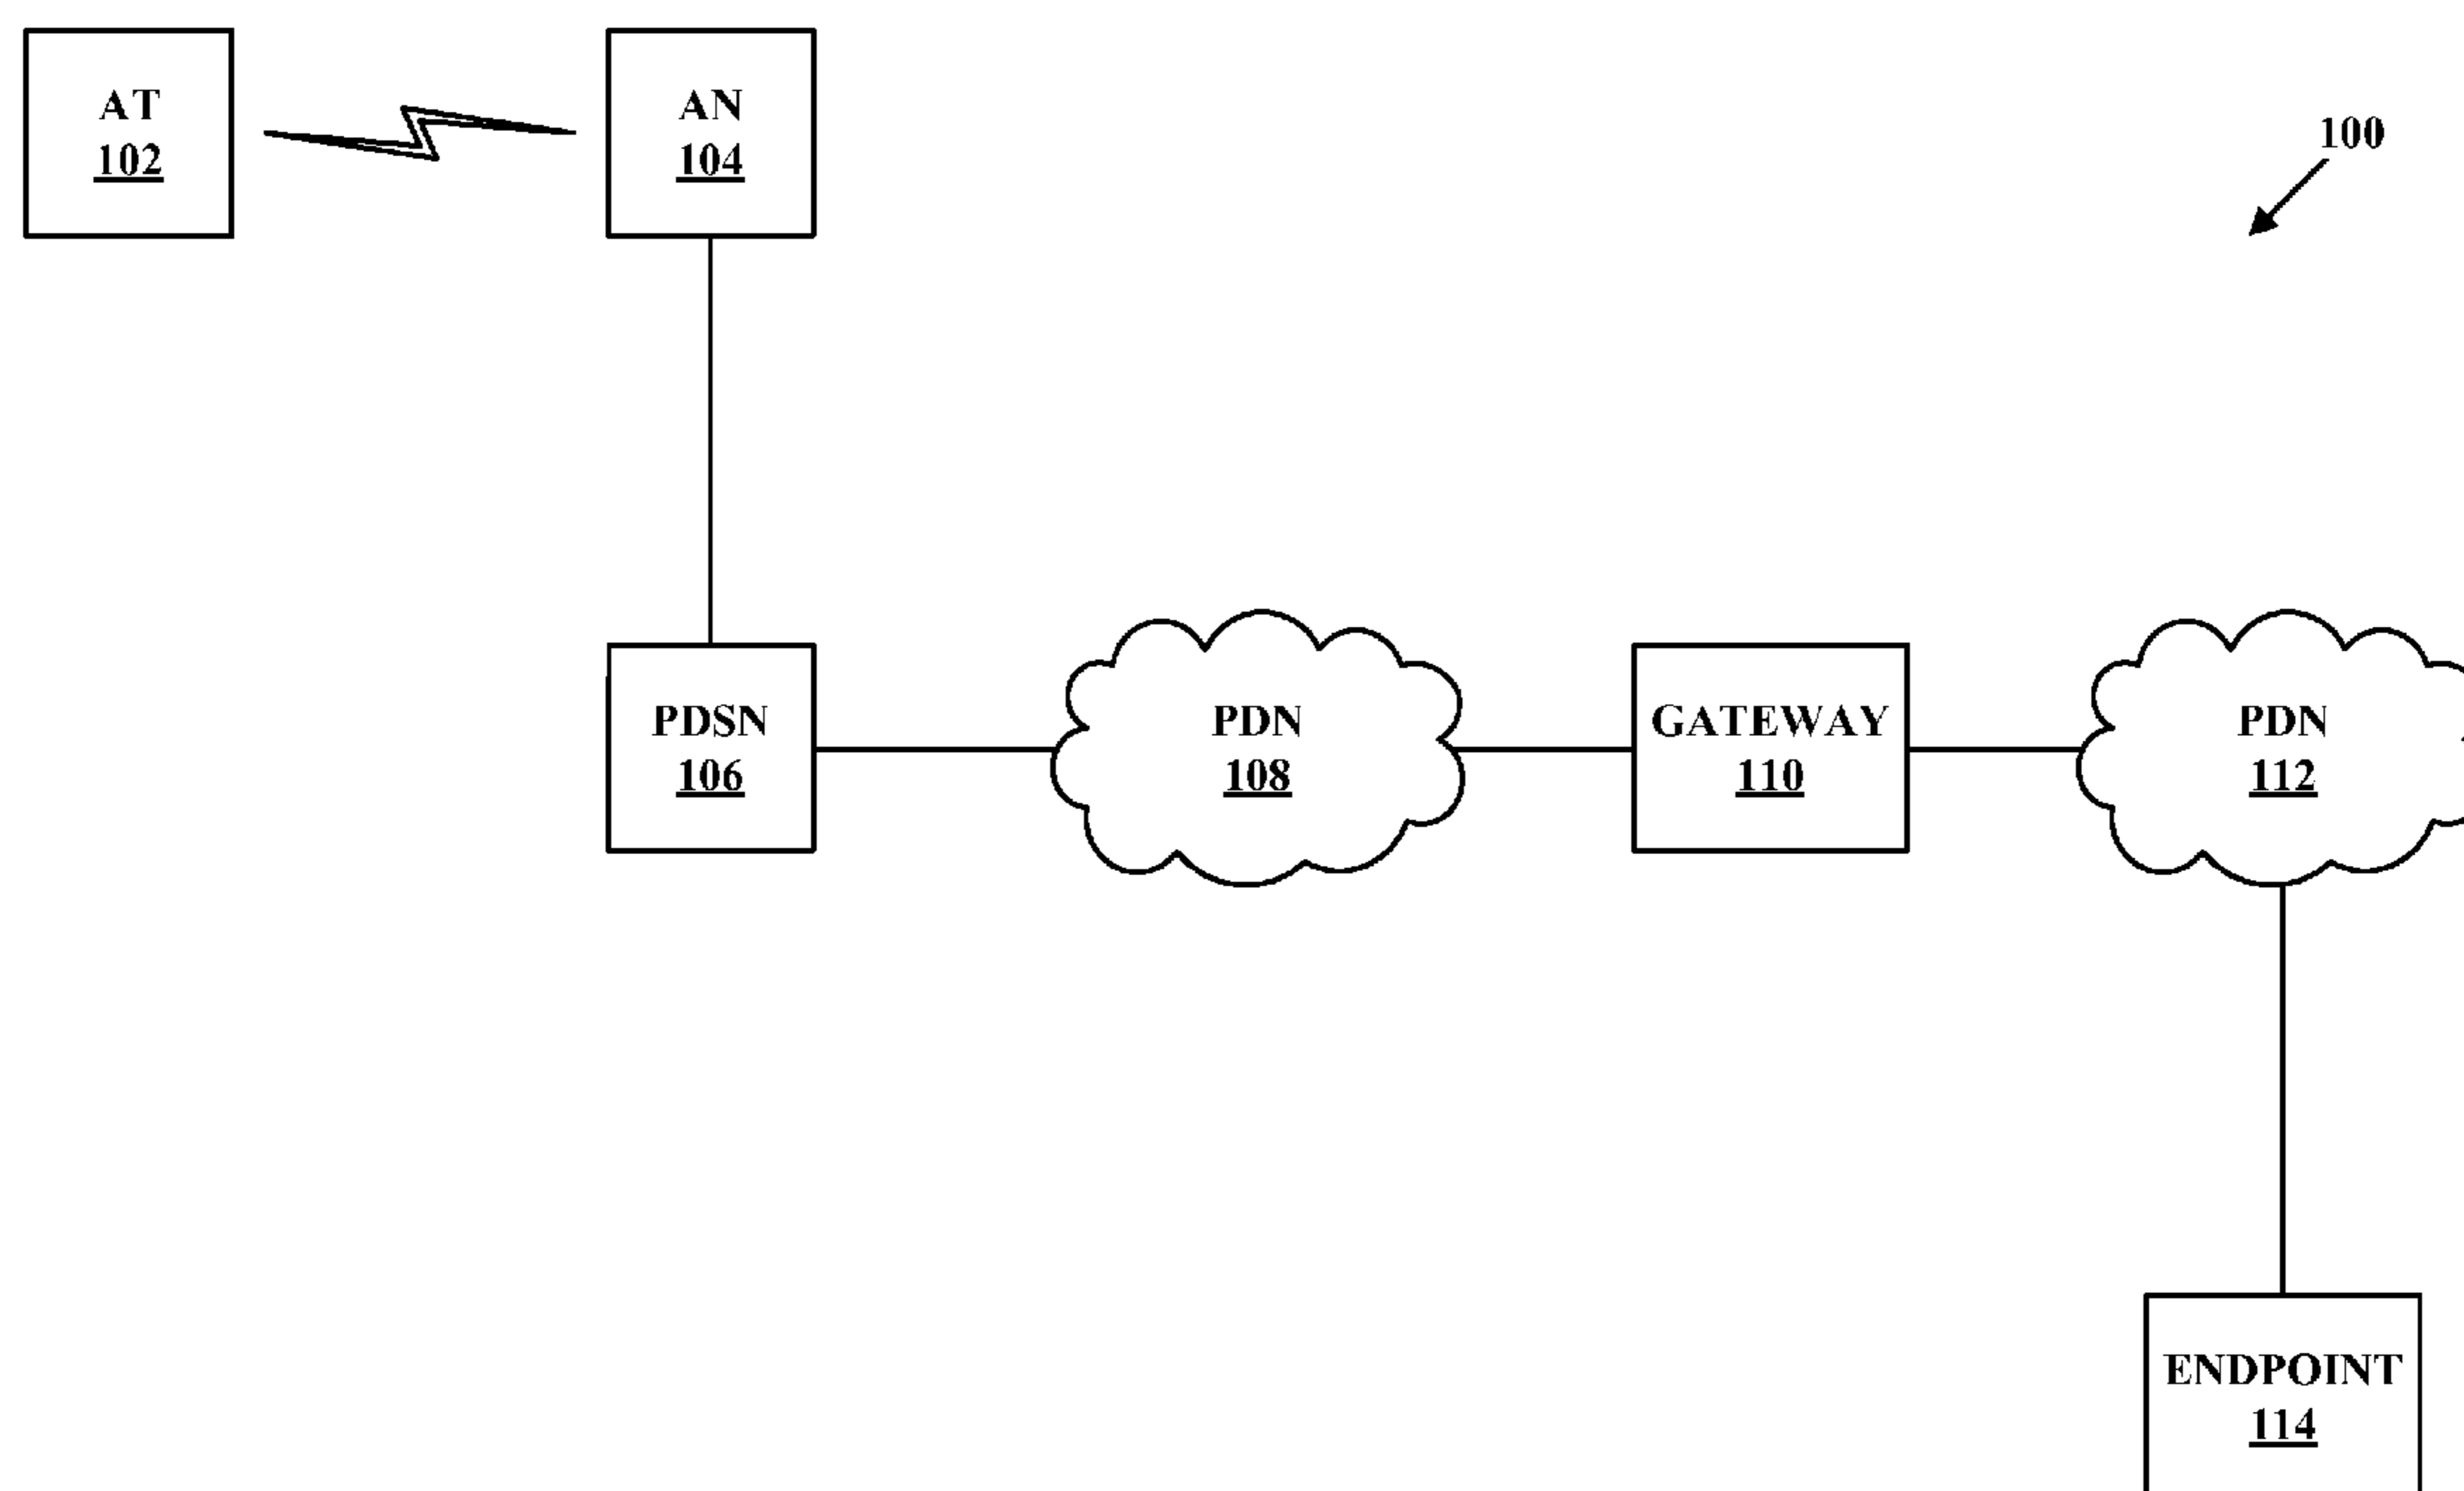 AT
102
AN
104
100
PDSN
106
PDN
108
GATEWAY
110
PDN
112
ENDPOINT
114